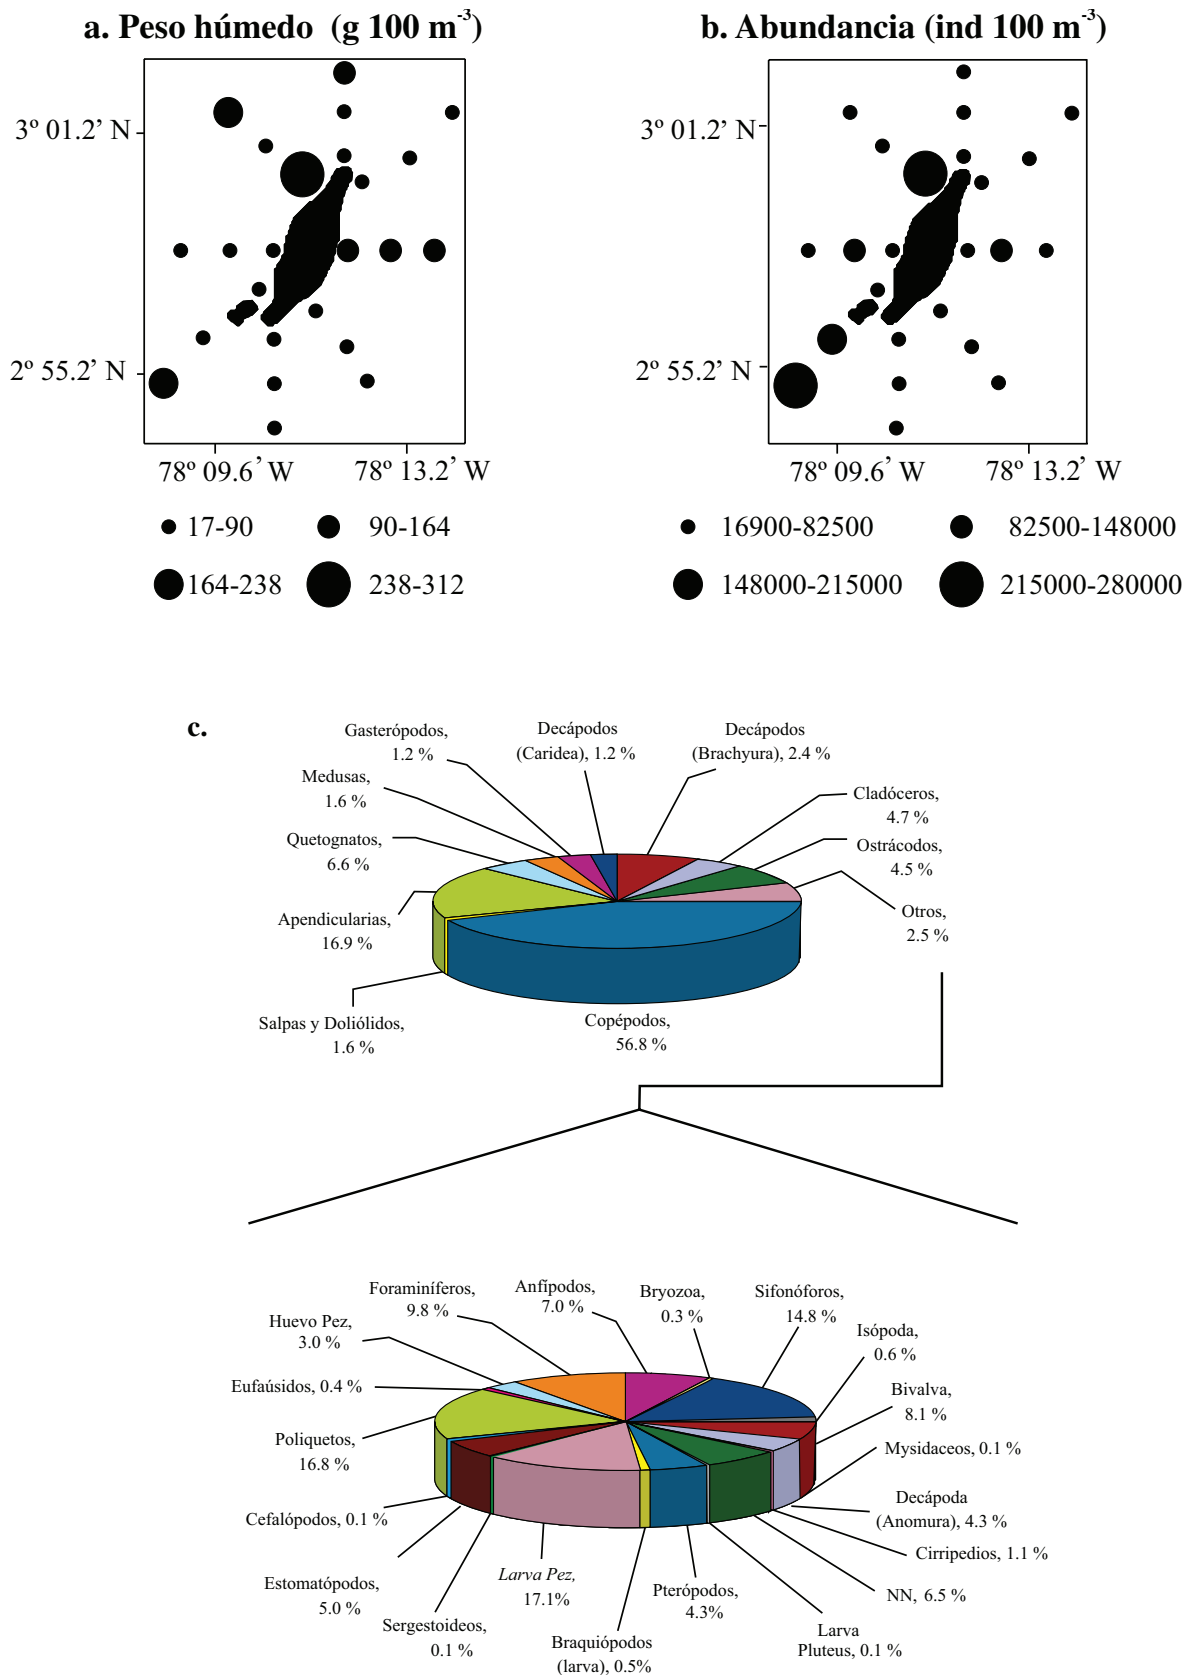 a. Peso húmedo (g 100 m-3)
b. Abundancia (ind 100 m-3)
3º 01.2’ N
2º 55.2’ N
78º 09.6’ W
78º 13.2’ W
17-90
90-164
164-238
238-312
3º 01.2’ N
2º 55.2’ N
78º 09.6’ W
78º 13.2’ W
16900-82500
82500-148000
148000-215000
215000-280000
c.
Gasterópodos,
1.2 %
Decápodos
(Caridea), 1.2 %
Decápodos
(Brachyura), 2.4 %
Medusas,
1.6 %
Cladóceros,
4.7 %
Quetognatos,
6.6 %
Ostrácodos,
4.5 %
Apendicularias,
16.9 %
Otros,
2.5 %
Salpas y Doliólidos,
1.6 %
Copépodos,
56.8 %
Foraminíferos,
9.8 %
Anfípodos,
7.0 %
Bryozoa,
0.3 %
Sifonóforos,
14.8 %
Huevo Pez,
3.0 %
Isópoda,
0.6 %
Eufaúsidos, 0.4 %
Bivalva,
8.1 %
Poliquetos,
16.8 %
Mysidaceos, 0.1 %
Cefalópodos, 0.1 %
Decápoda
(Anomura), 4.3 %
Cirripedios, 1.1 %
Estomatópodos,
5.0 %
Larva Pez,
17.1%
Pterópodos,
4.3%
NN, 6.5 %
Sergestoideos,
0.1 %
Braquiópodos
(larva), 0.5%
Larva
Pluteus, 0.1 %